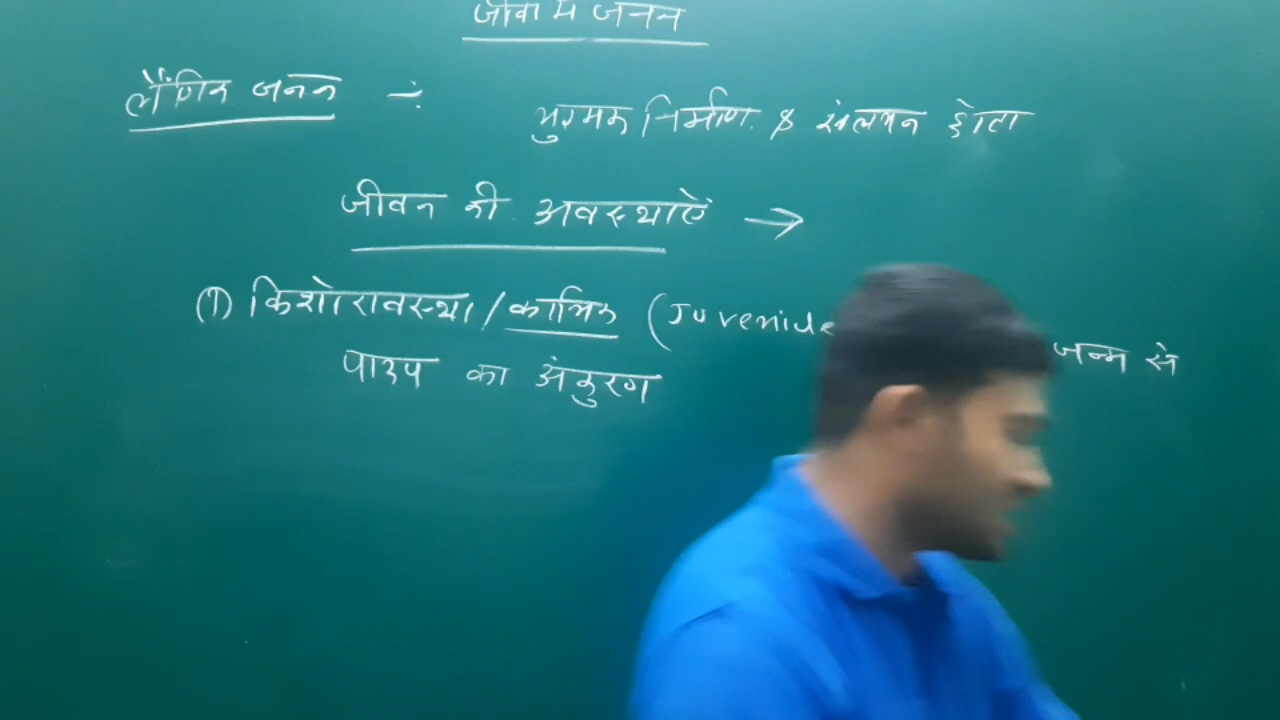 जीवों में जनन
लैंगिक जनन ÷ युग्मक निर्माण & संलयन होता
जीवन की अवस्थाऐं →
(1) किशोरावस्था / कायिक (Juvenile जन्म से
पादप का अंकुरण